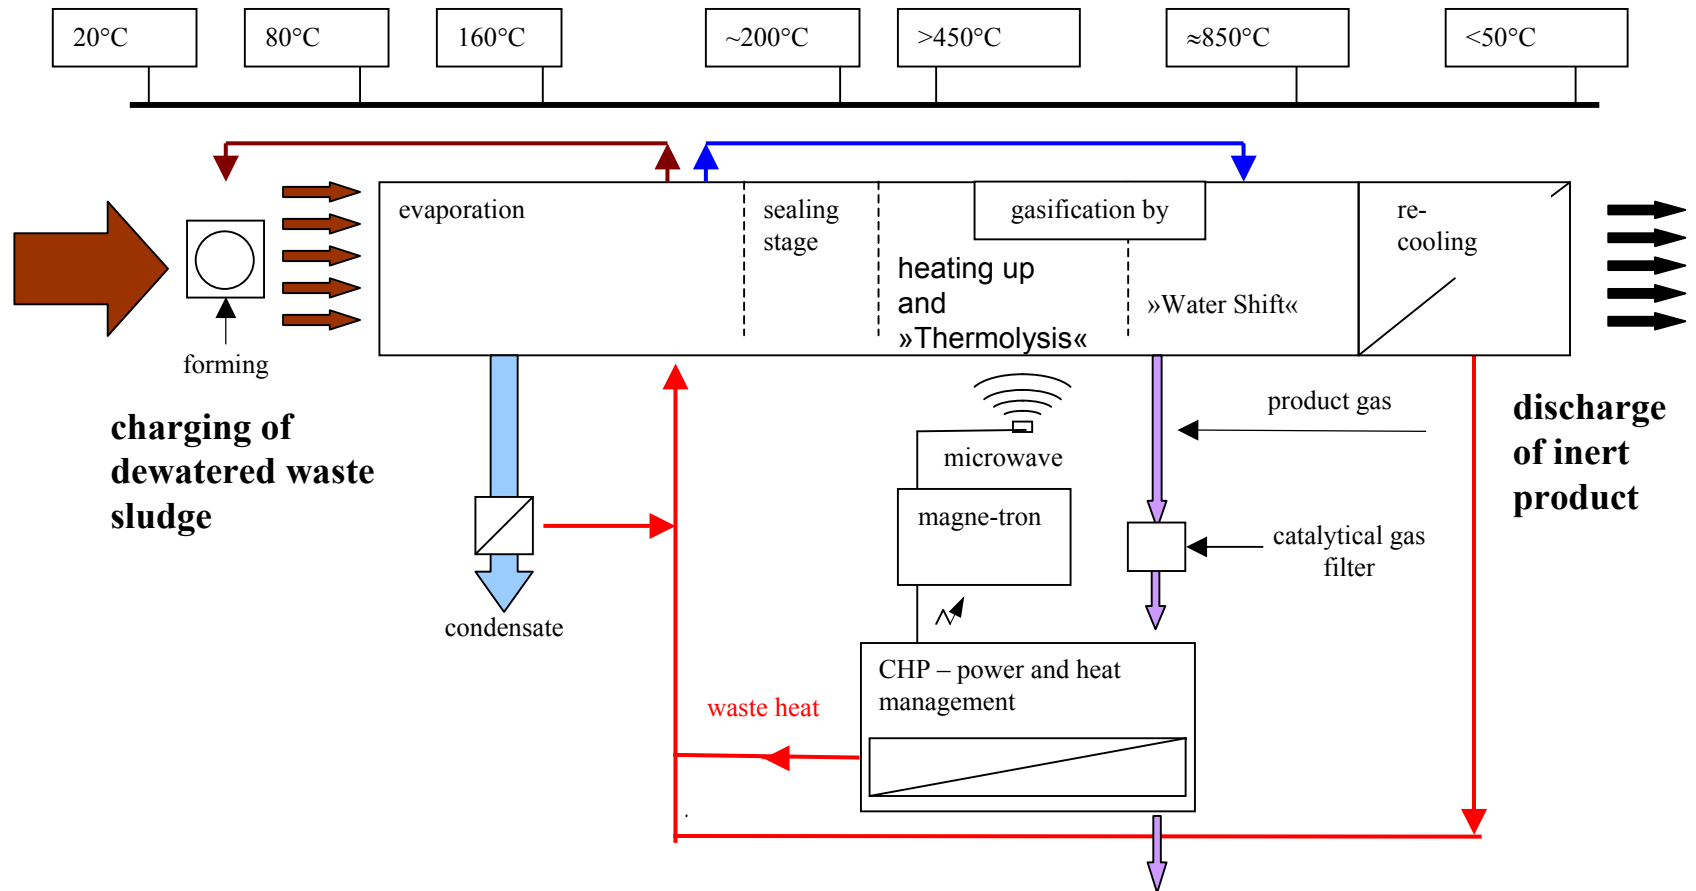 20°C
80°C
160°C
~200°C
>450°C
≈850°C
<50°C
evaporation
sealing
stage
gasification by
re-
cooling
heating up
and
»Thermolysis«
»Water Shift«
forming
charging of
dewatered waste
sludge
product gas
discharge
of inert
product
microwave
magne-tron
catalytical gas
filter
condensate
CHP – power and heat
management
waste heat